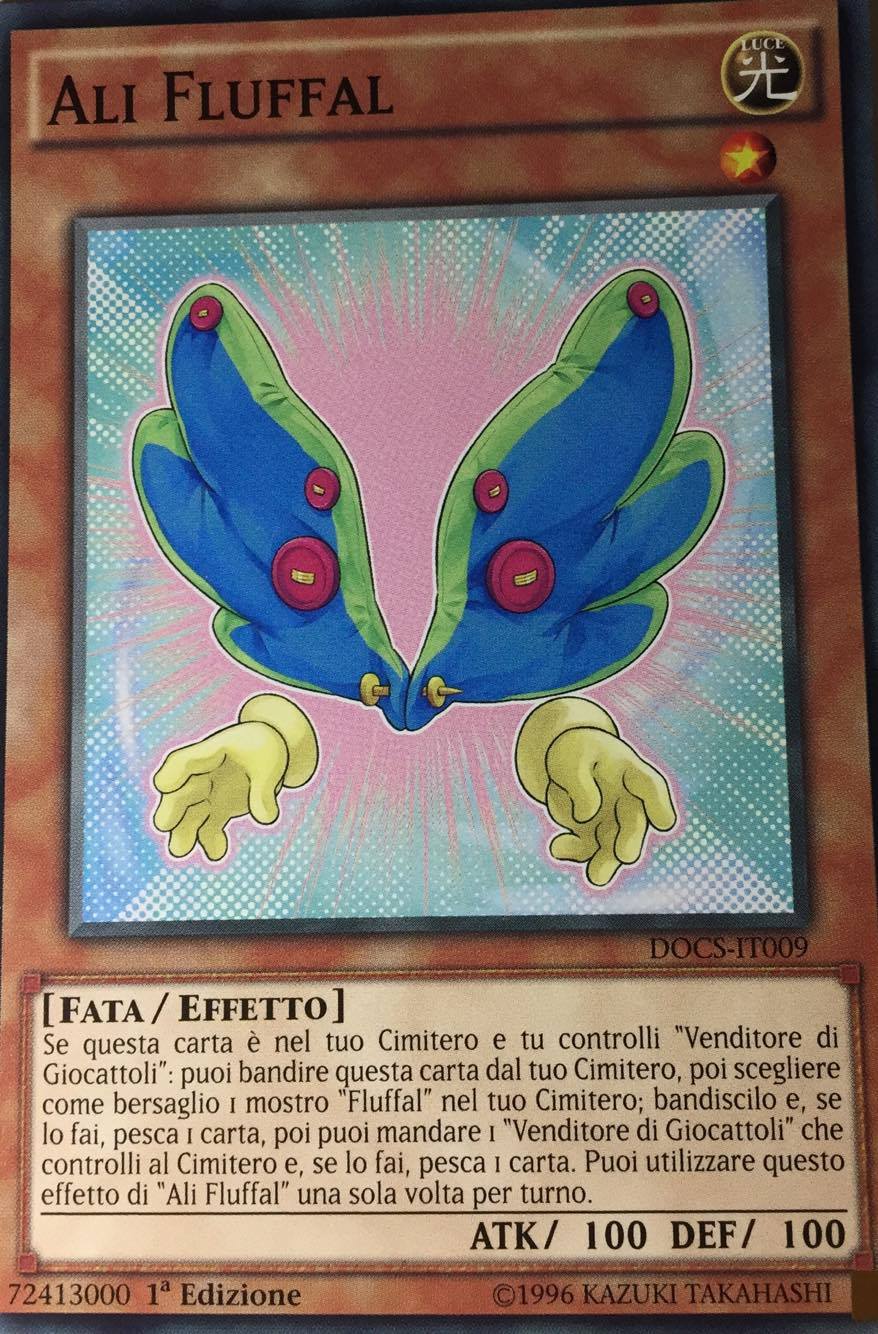 Ali Fluffal
LUCE
光
DOCS-IT009
[Fata / Effetto]
Se questa carta è nel tuo Cimitero e tu controlli "Venditore di
Giocattoli": puoi bandire questa carta dal tuo Cimitero, poi scegliere
come bersaglio 1 mostro "Fluffal" nel tuo Cimitero; bandiscilo e, se
lo fai, pesca 1 carta, poi puoi mandare 1 "Venditore di Giocattoli" che
controlli al Cimitero e, se lo fai, pesca 1 carta. Puoi utilizzare questo
effetto di "Ali Fluffal" una sola volta per turno.
ATK/ 100 DEF/ 100
72413000 1ª Edizione ©1996 KAZUKI TAKAHASHI